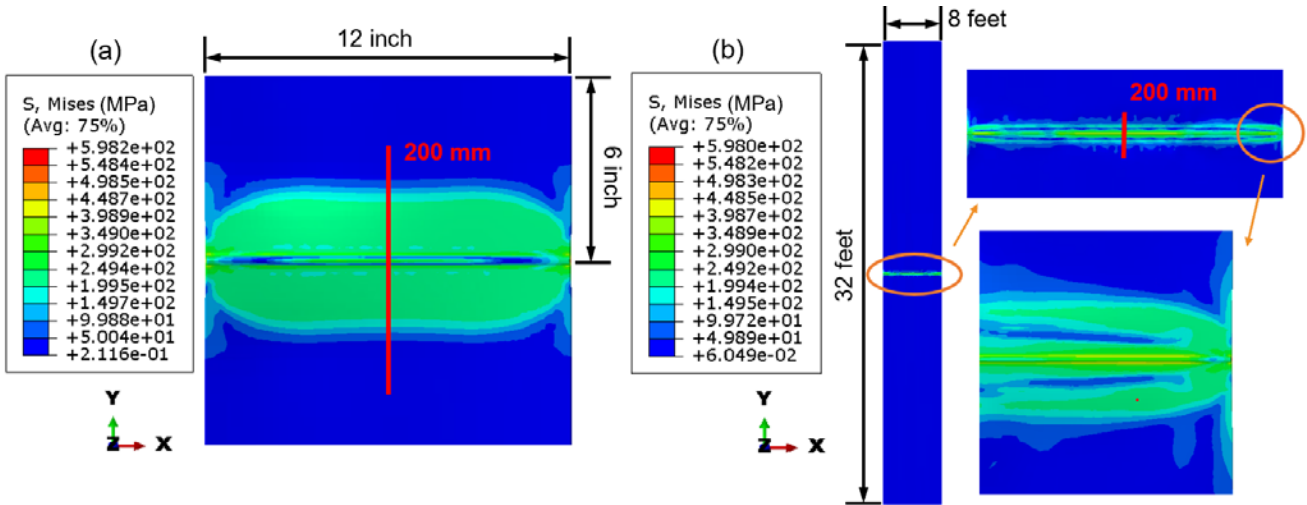 (a)
12 inch
S, Mises (MPa)
(Avg: 75%)
+5.982e+02
+5.484e+02
+4.985e+02
+4.487e+02
+3.989e+02
+3.490e+02
+2.992e+02
+2.494e+02
+1.995e+02
+1.497e+02
+9.988e+01
+5.004e+01
+2.116e-01
200 mm
6 inch
Y
Z X
(b)
8 feet
S, Mises (MPa)
(Avg: 75%)
+5.980e+02
+5.482e+02
+4.983e+02
+4.485e+02
+3.987e+02
+3.489e+02
+2.990e+02
+2.492e+02
+1.994e+02
+1.495e+02
+9.972e+01
+4.989e+01
+6.049e-02
32 feet
200 mm
Y
Z X